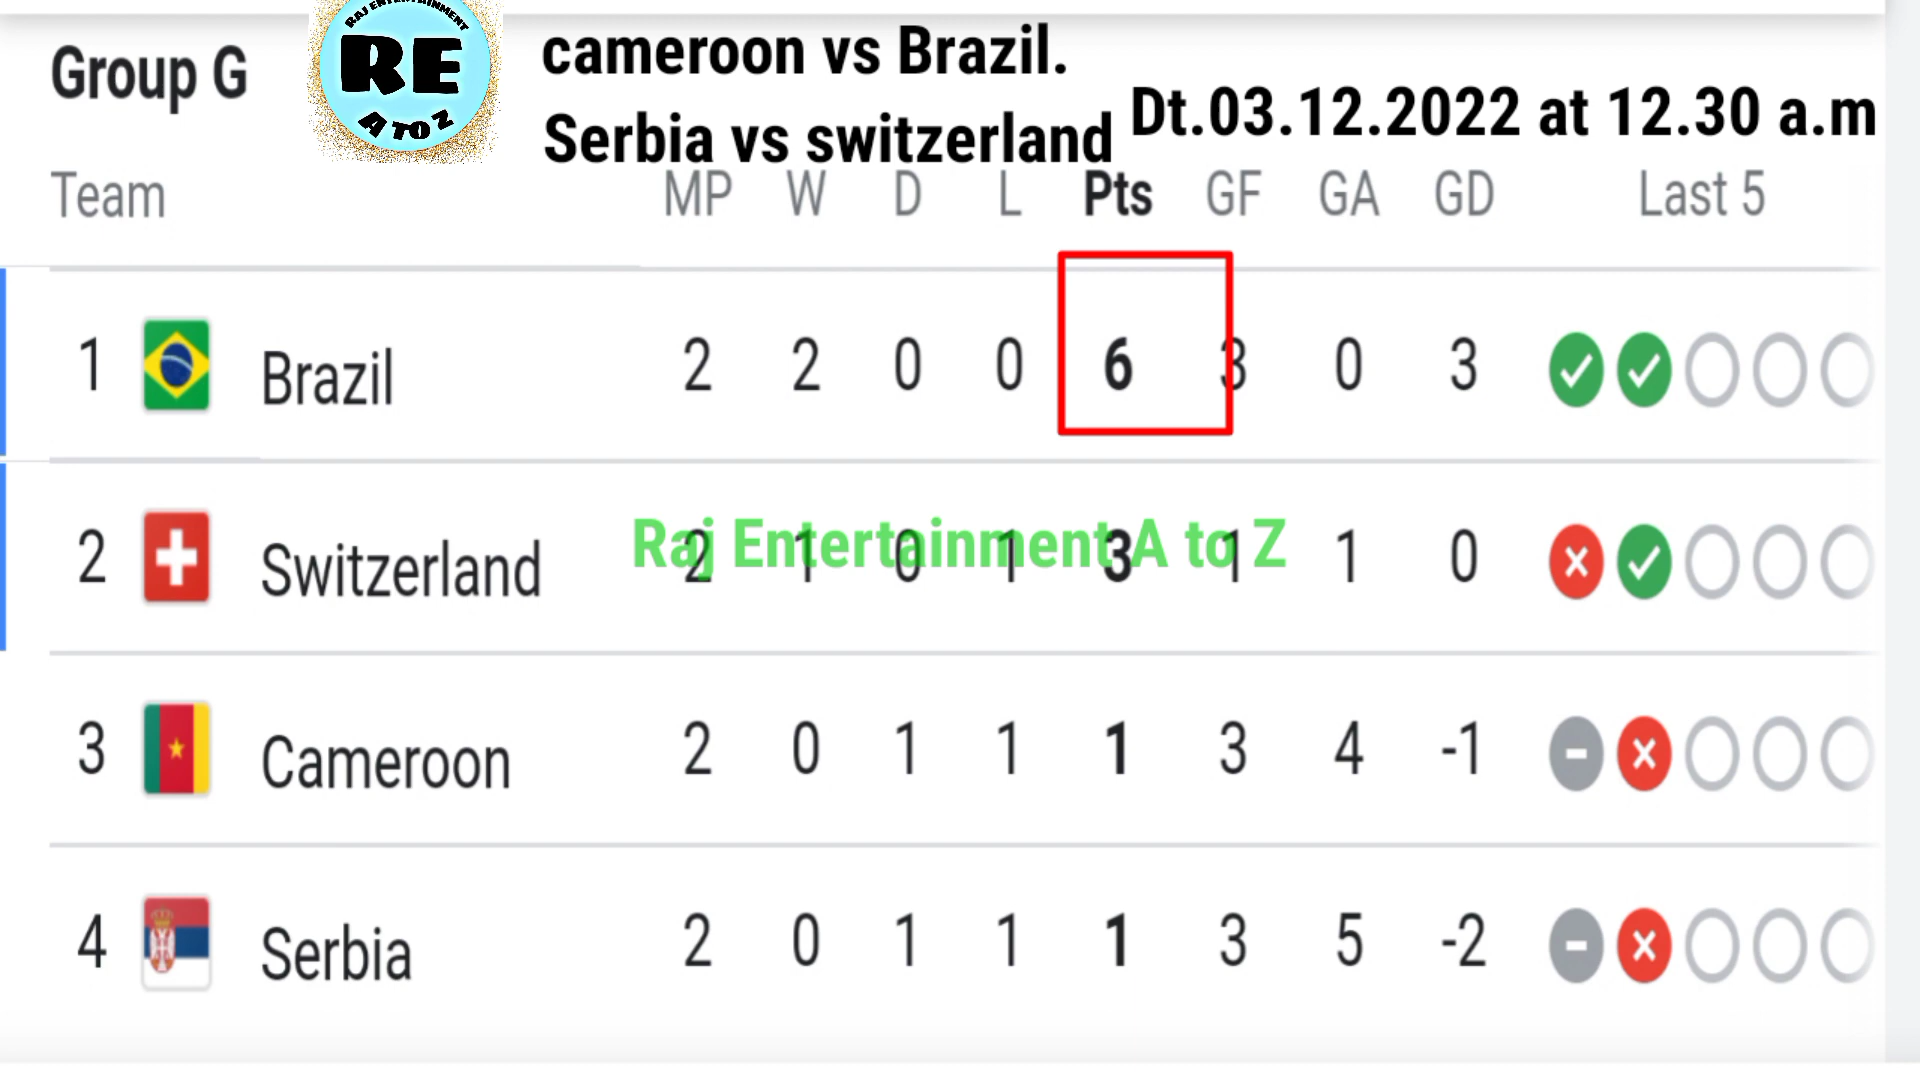 RAJ ENTERTAINMENT
RE
A TO Z
cameroon vs Brazil.
Serbia vs switzerland
Dt.03.12.2022 at 12.30 a.m
Group G
Team MP W D L Pts GF GA GD Last 5
1 Brazil 2 2 0 0 6 3 0 3
Raj Entertainment A to Z
2 Switzerland 2 1 0 1 3 1 1 0
3 Cameroon 2 0 1 1 1 3 4 -1
4 Serbia 2 0 1 1 1 3 5 -2